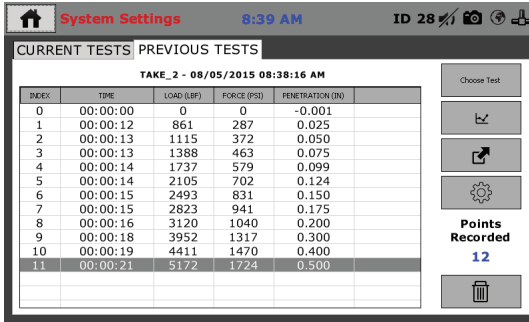 System Settings 8:39 AM ID 28
CURRENT TESTS PREVIOUS TESTS
TAKE_2 - 08/05/2015 08:38:16 AM
Choose Test
INDEX TIME LOAD (LBF) FORCE (PSI) PENETRATION (IN)
0 00:00:00 0 0 -0.001
1 00:00:12 861 287 0.025
2 00:00:13 1115 372 0.050
3 00:00:13 1388 463 0.075
4 00:00:14 1737 579 0.099
5 00:00:14 2105 702 0.124
6 00:00:15 2493 831 0.150
7 00:00:15 2823 941 0.175
8 00:00:16 3120 1040 0.200
9 00:00:18 3952 1317 0.300
10 00:00:19 4411 1470 0.400
11 00:00:21 5172 1724 0.500
Points
Recorded
12